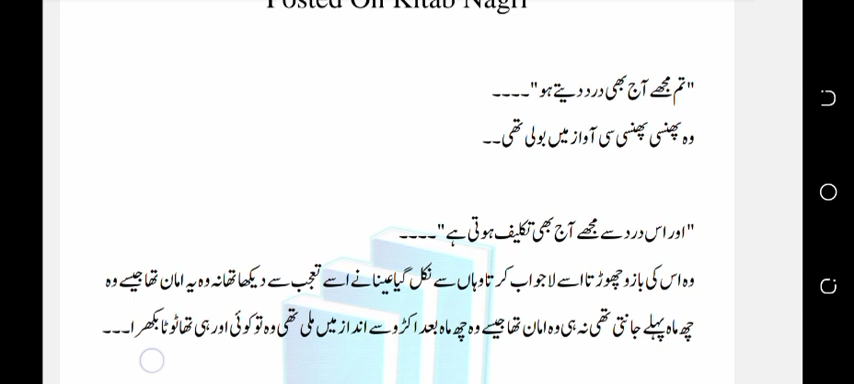 Posted On Kitab Nagri
"تم مجھے آج بھی درد دیتے ہو"۔۔۔۔
وہ پھنسی پھنسی سی آواز میں بولی تھی۔۔
"اور اس درد سے مجھے آج بھی تکلیف ہوتی ہے"۔۔۔۔
وہ اس کی بازو چھوڑتا اسے لاجواب کرتا وہاں سے نکل گیا عینا نے اسے تعجب سے دیکھا تھا نہ وہ یہ امان تھا جیسے وہ
چھ ماہ پہلے جانتی تھی نہ ہی وہ امان تھا جیسے وہ چھ ماہ بعد اکڑو سے انداز میں ملی تھی وہ تو کوئی اور ہی تھا ٹوٹا بکھرا۔۔۔